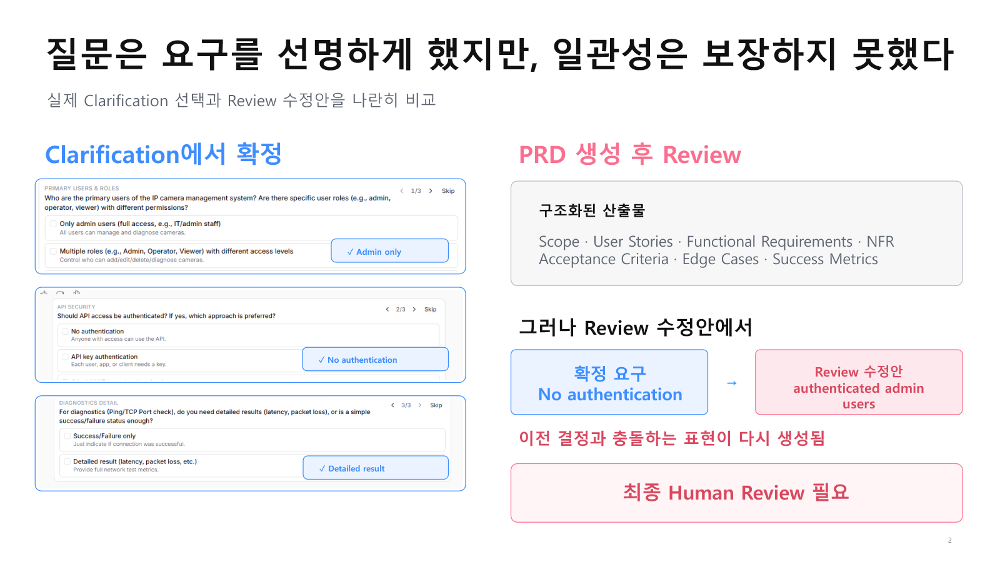 질문은 요구를 선명하게 했지만, 일관성은 보장하지 못했다
실제 Clarification 선택과 Review 수정안을 나란히 비교
Clarification에서 확정
PRIMARY USERS & ROLES
< 1/3 > Skip
Who are the primary users of the IP camera management system? Are there specific user roles (e.g., admin,
operator, viewer) with different permissions?
Only admin users (full access, e.g., IT/admin staff)
All users can manage and diagnose cameras.
Multiple roles (e.g., Admin, Operator, Viewer) with different access levels
Control who can add/edit/delete/diagnose cameras.
✓ Admin only
API SECURITY
< 2/3 > Skip
Should API access be authenticated? If yes, which approach is preferred?
No authentication
Anyone with access can use the API.
API key authentication
Each user, app, or client needs a key.
✓ No authentication
DIAGNOSTICS DETAIL
< 3/3 > Skip
For diagnostics (Ping/TCP Port check), do you need detailed results (latency, packet loss), or is a simple
success/failure status enough?
Success/Failure only
Just indicate if connection was successful.
Detailed result (latency, packet loss, etc.)
Provide full network test metrics.
✓ Detailed result
PRD 생성 후 Review
구조화된 산출물
Scope · User Stories · Functional Requirements · NFR
Acceptance Criteria · Edge Cases · Success Metrics
그러나 Review 수정안에서
확정 요구
No authentication
→
Review 수정안
authenticated admin
users
이전 결정과 충돌하는 표현이 다시 생성됨
최종 Human Review 필요
2